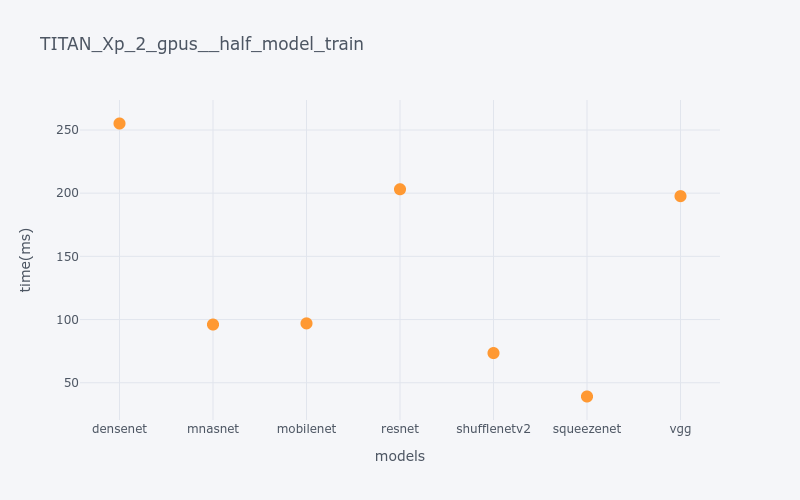 TITAN_Xp_2_gpus__half_model_train
250
200
150
100
50
time(ms)
densenet
mnasnet
mobilenet
resnet
shufflenetv2
squeezenet
vgg
models